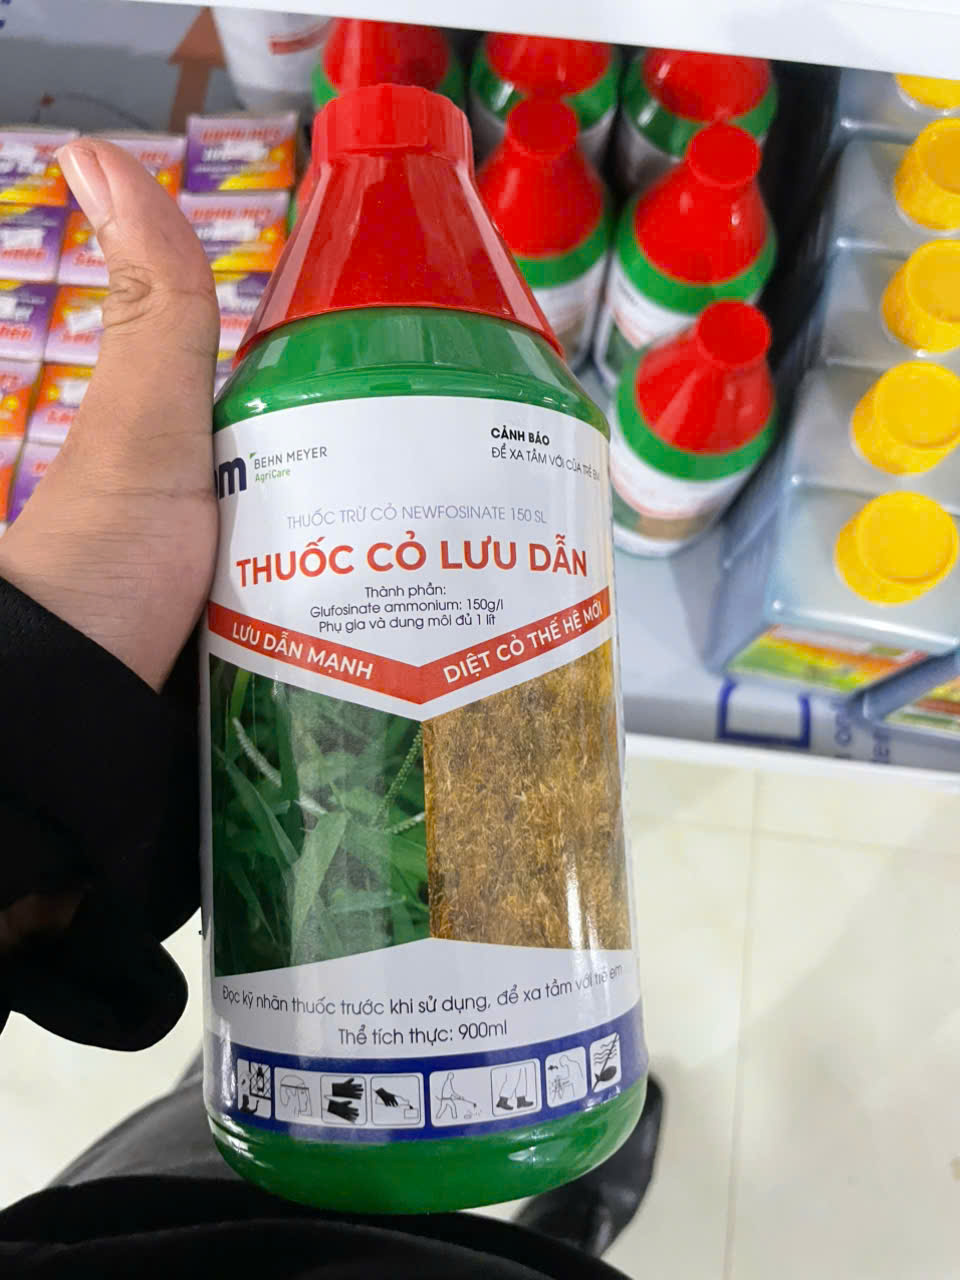 BEHN MEYER
AgriCare
CẢNH BÁO
ĐỂ XA TẦM VỚI CỦA TRẺ EM
THUỐC TRỪ CỎ NEWFOSINATE 150 SL
THUỐC CỎ LƯU DẪN
Thành phần:
Glufosinate ammonium: 150g/l
Phụ gia và dung môi đủ 1 lít
LƯU DẪN MẠNH
DIỆT CỎ THẾ HỆ MỚI
Đọc kỹ nhãn thuốc trước khi sử dụng, để xa tầm với trẻ em
Thể tích thực: 900ml